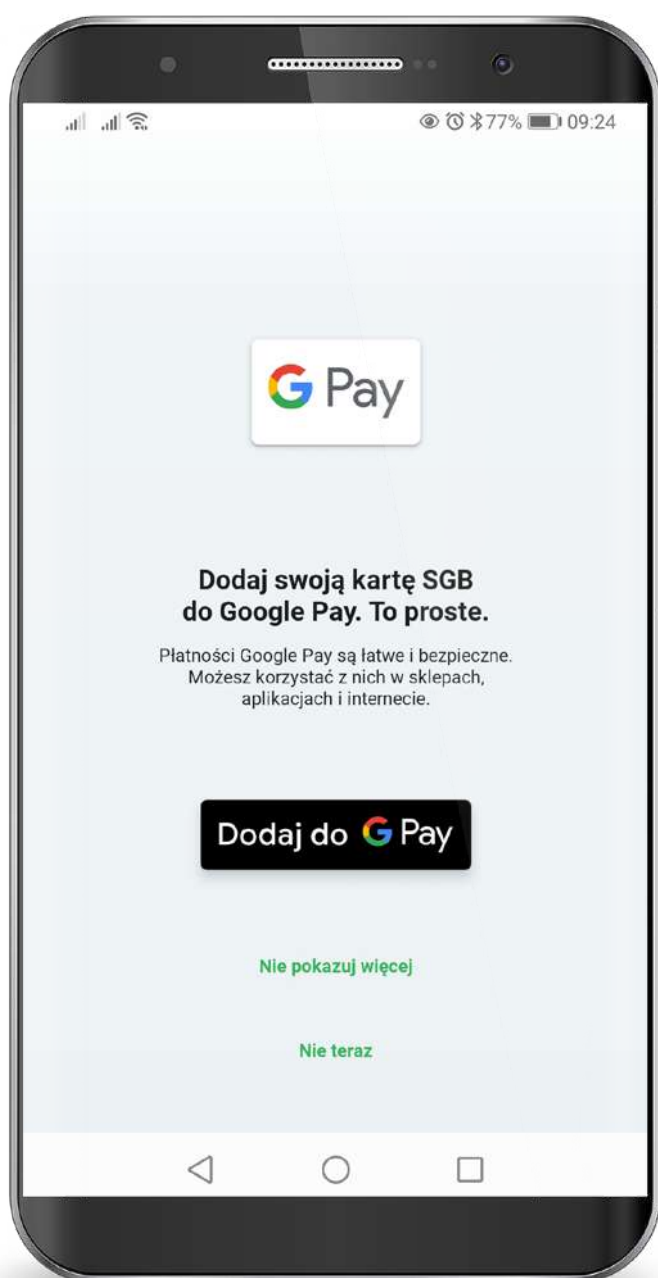 77% 09:24
G Pay
Dodaj swoją kartę SGB
do Google Pay. To proste.
Płatności Google Pay są łatwe i bezpieczne.
Możesz korzystać z nich w sklepach,
aplikacjach i internecie.
Dodaj do G Pay
Nie pokazuj więcej
Nie teraz